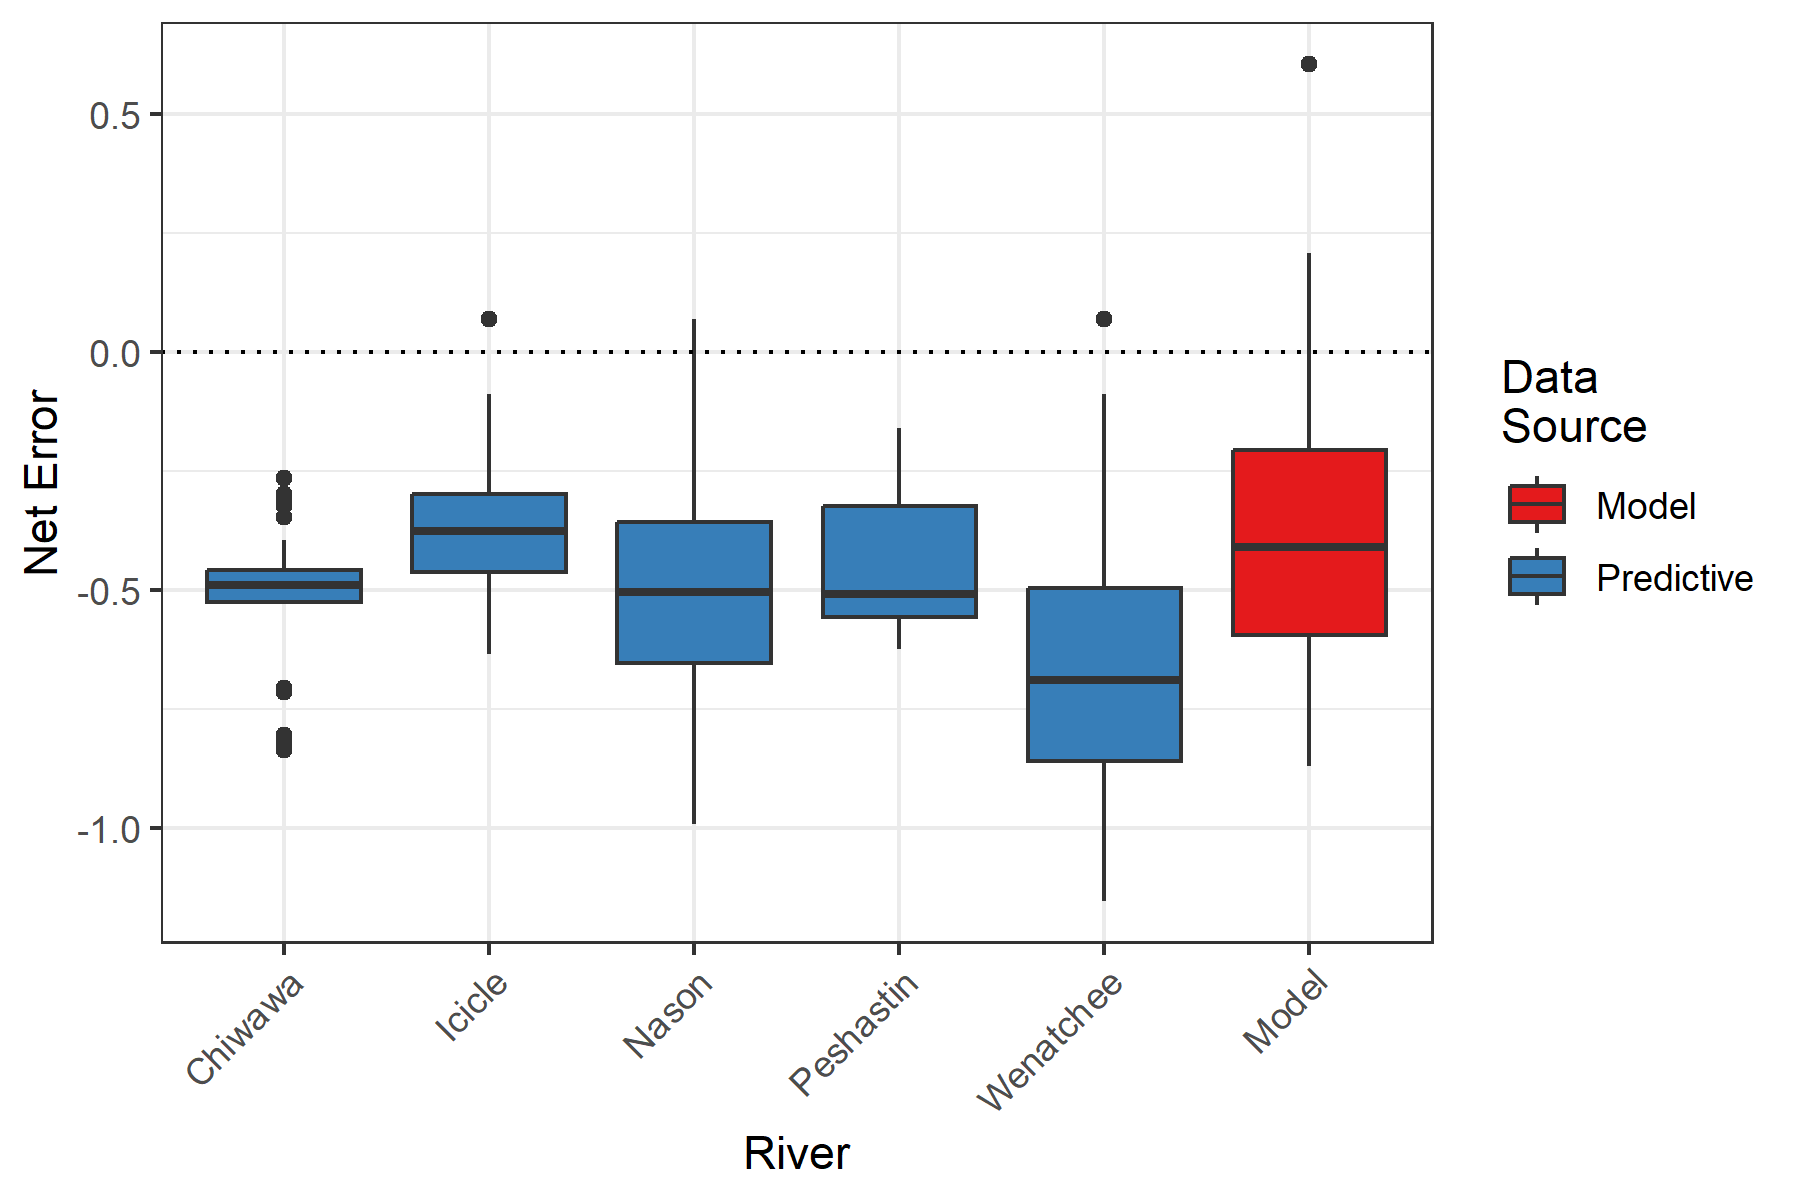 Net Error
0.5
0.0
-0.5
-1.0
Chiwawa
Icicle
Nason
Peshastin
Wenatchee
Model
River
Data
Source
Model
Predictive